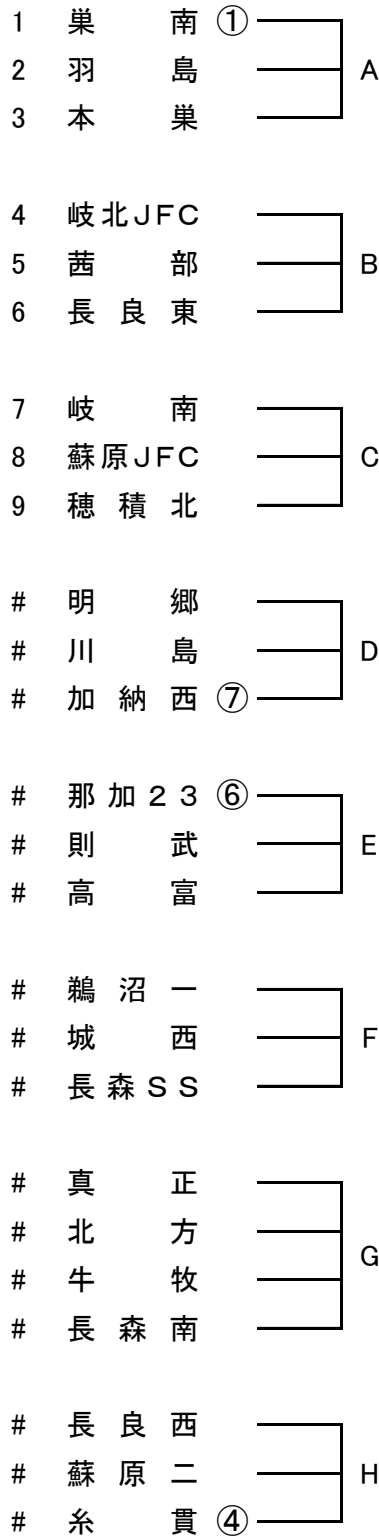 1 巣南 ①
2 羽島 A
3 本巣
4 岐北JFC
5 茜部 B
6 長良東
7 岐南
8 蘇原JFC C
9 穂積北
# 明郷
# 川島 D
# 加納西 ⑦
# 那加23 ⑥
# 則武 E
# 高富
# 鵜沼一
# 城西 F
# 長森SS
# 真正
# 北方
G
# 牛牧
# 長森南
# 長良西
# 蘇原二 H
# 糸貫 ④